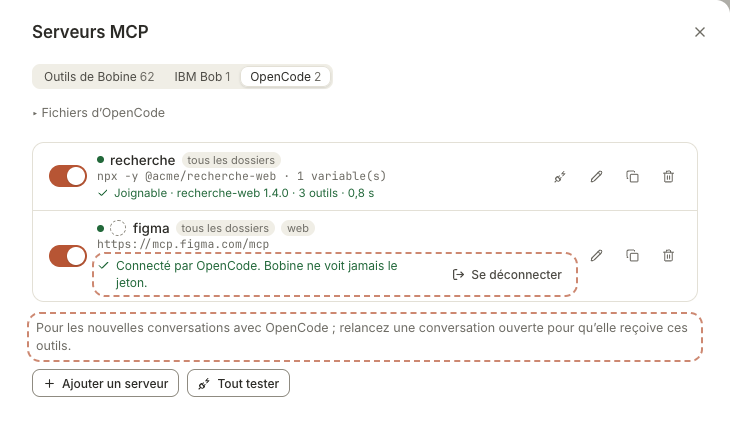 Serveurs MCP
Outils de Bobine 62 IBM Bob 1 OpenCode 2
▸ Fichiers d’OpenCode
recherche tous les dossiers
npx -y @acme/recherche-web · 1 variable(s)
Joignable · recherche-web 1.4.0 · 3 outils · 0,8 s
figma tous les dossiers web
https://mcp.figma.com/mcp
Connecté par OpenCode. Bobine ne voit jamais le
jeton.
Se déconnecter
Pour les nouvelles conversations avec OpenCode ; relancez une conversation ouverte pour qu’elle reçoive ces
outils.
Ajouter un serveur Tout tester